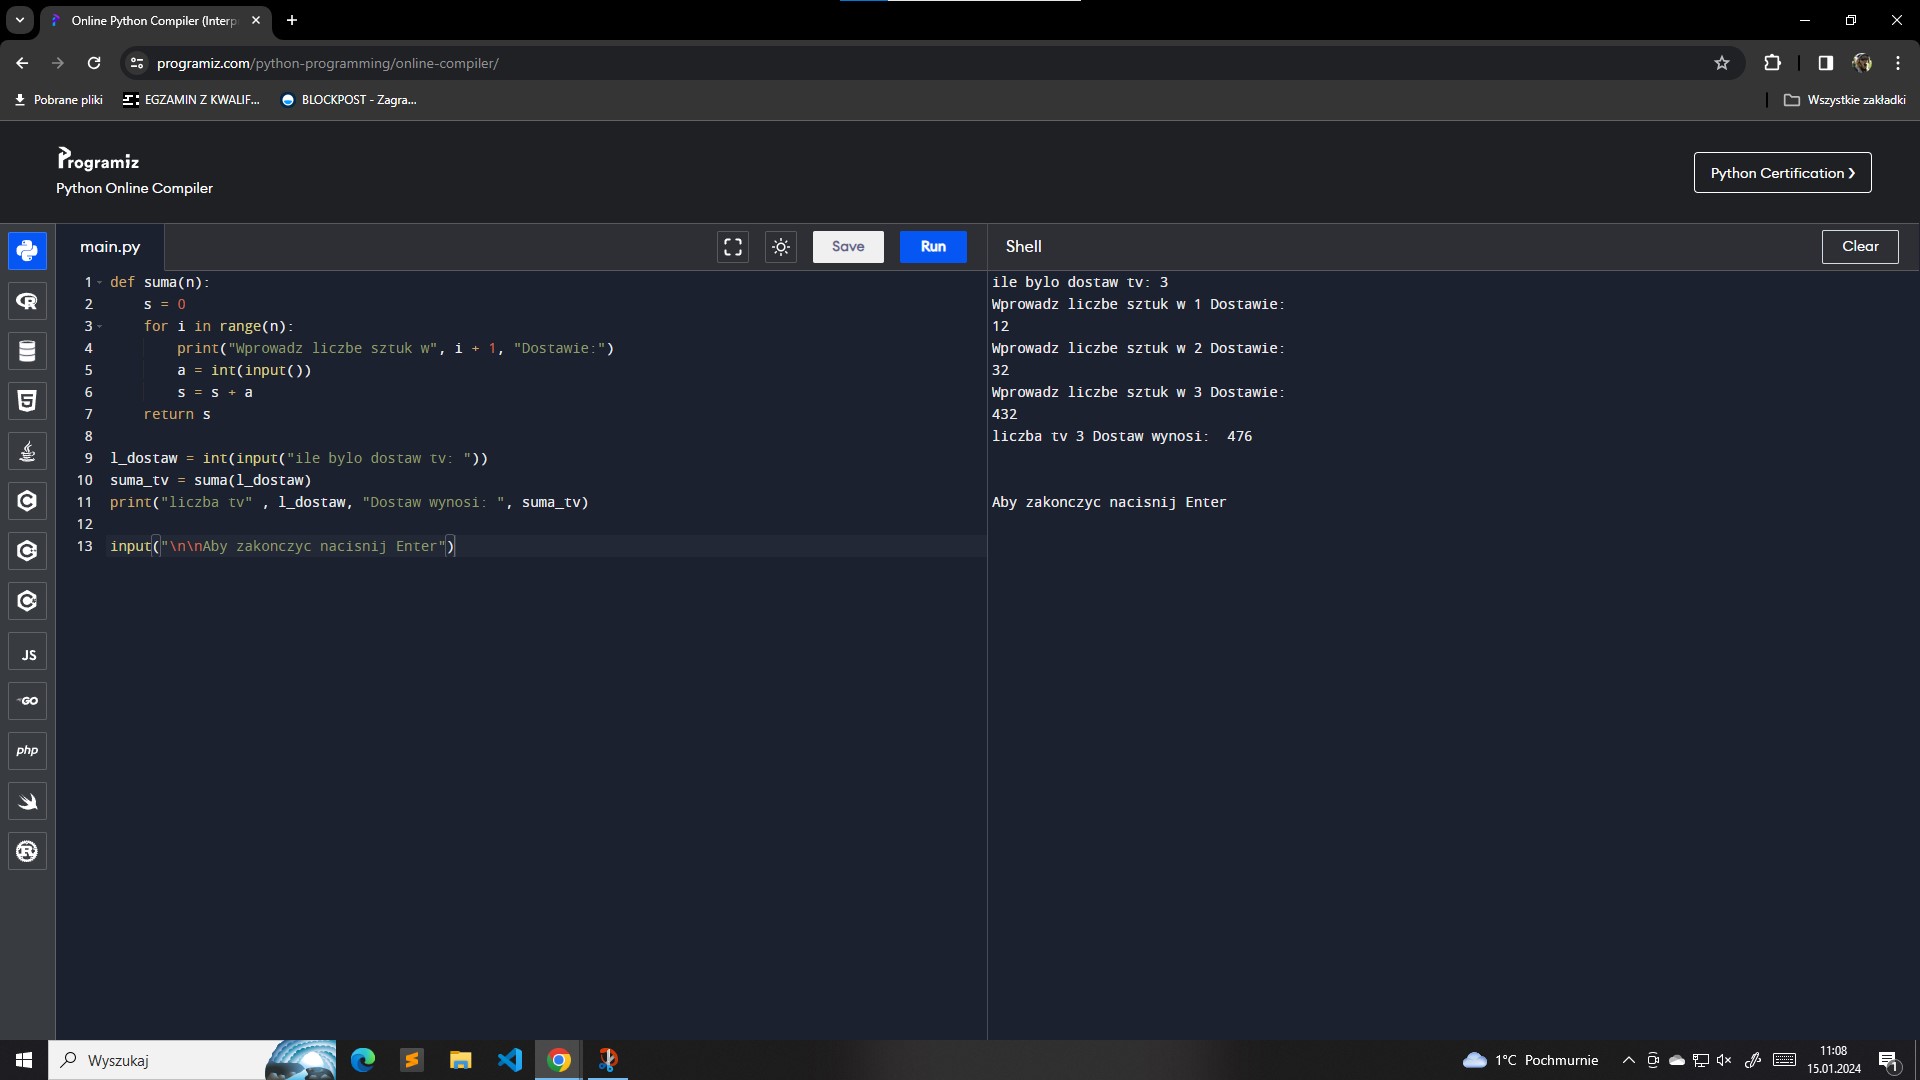 Online Python Compiler (Interp
programiz.com/python-programming/online-compiler/
Pobrane pliki
EGZAMIN Z KWALIF...
BLOCKPOST - Zagra...
Wszystkie zakładki
Programiz
Python Online Compiler
Python Certification ❯
main.py
Save
Run
Shell
Clear
1 def suma(n):
2     s = 0
3     for i in range(n):
4         print("Wprowadz liczbe sztuk w", i + 1, "Dostawie:")
5         a = int(input())
6         s = s + a
7     return s
8
9 l_dostaw = int(input("ile bylo dostaw tv: "))
10 suma_tv = suma(l_dostaw)
11 print("liczba tv" , l_dostaw, "Dostaw wynosi: ", suma_tv)
12
13 input("\n\nAby zakonczyc nacisnij Enter")
ile bylo dostaw tv: 3
Wprowadz liczbe sztuk w 1 Dostawie:
12
Wprowadz liczbe sztuk w 2 Dostawie:
32
Wprowadz liczbe sztuk w 3 Dostawie:
432
liczba tv 3 Dostaw wynosi:  476
Aby zakonczyc nacisnij Enter
R
5
C
C
C
JS
GO
php
R
Wyszukaj
1°C Pochmurnie
11:08
15.01.2024
1